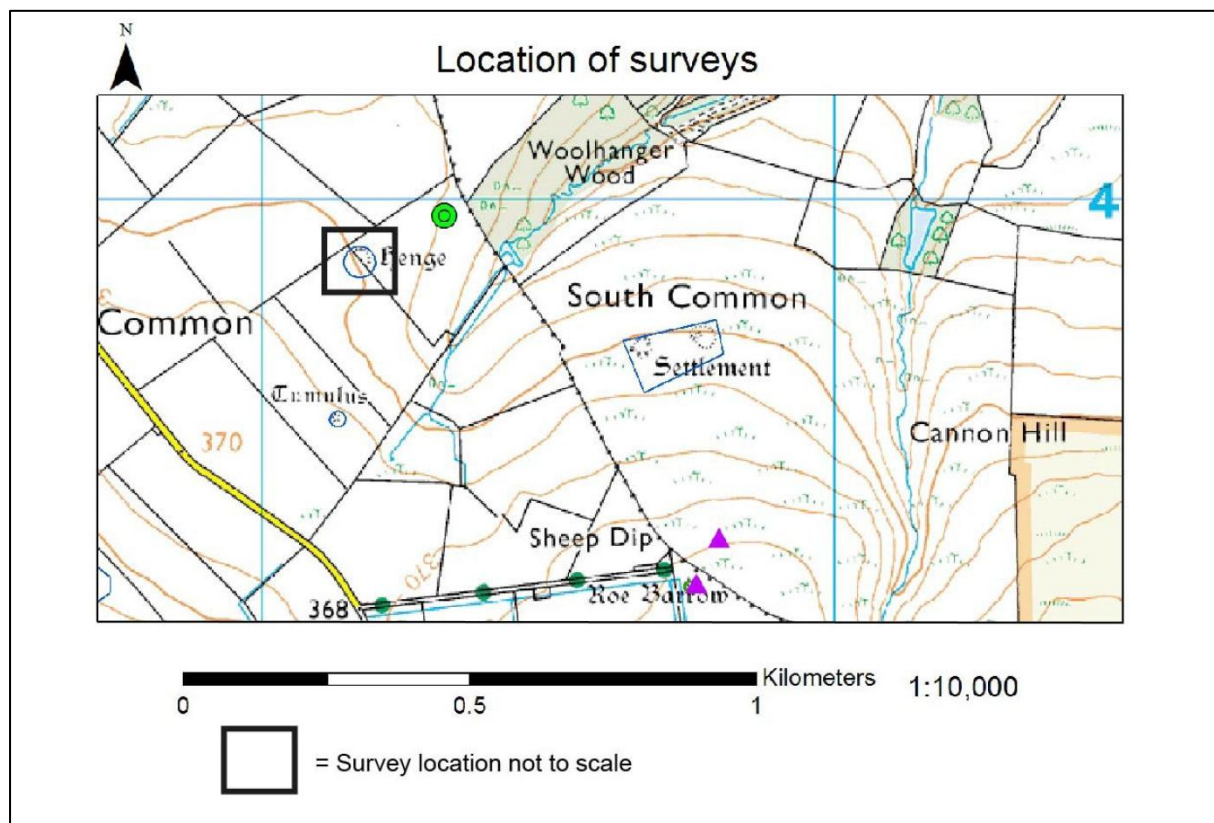 N
Location of surveys
Woolhanger
Wood
4
Henge
South Common
Common
Settlement
Tumulus
370
Cannon Hill
Sheep Dip
370
Roe Barrow
368
Kilometers
1:10,000
0
0.5
1
= Survey location not to scale